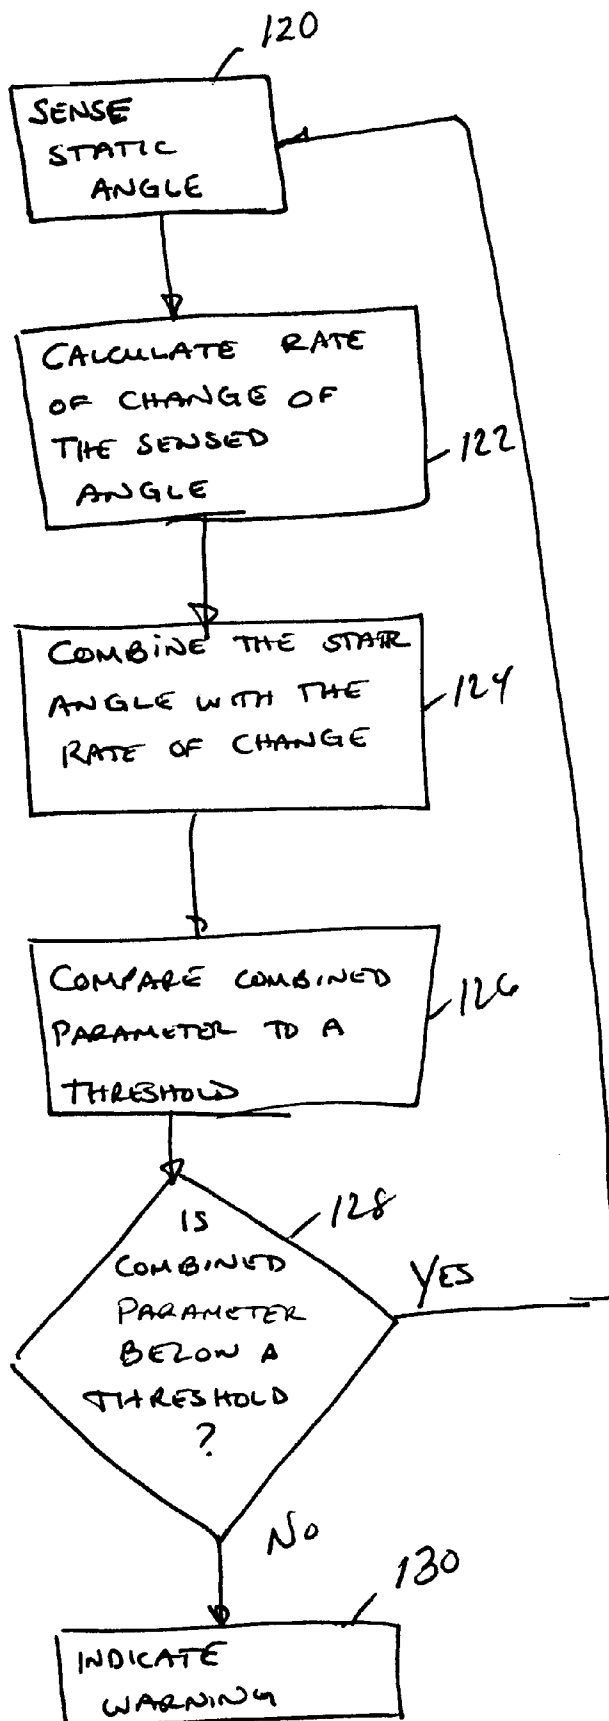 120
SENSE
STATIC
ANGLE
CALCULATE RATE
OF CHANGE OF
THE SENSED
ANGLE
122
COMBINE THE
ANGLE WITH THE
RATE OF CHANGE
124
COMPARE COMBINED
PARAMETER TO A
THRESHOLD
126
IS
COMBINED
PARAMETER
BELOW A
THRESHOLD
?
128
YES
NO
130
INDICATE
WARNING